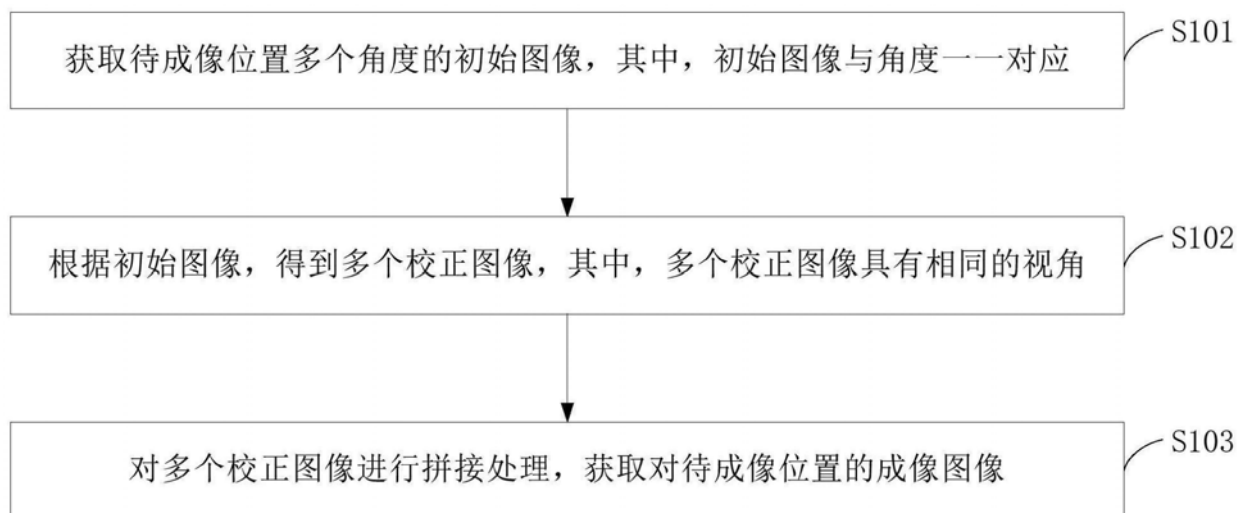 获取待成像位置多个角度的初始图像，其中，初始图像与角度一一对应
S101
根据初始图像，得到多个校正图像，其中，多个校正图像具有相同的视角
S102
对多个校正图像进行拼接处理，获取对待成像位置的成像图像
S103